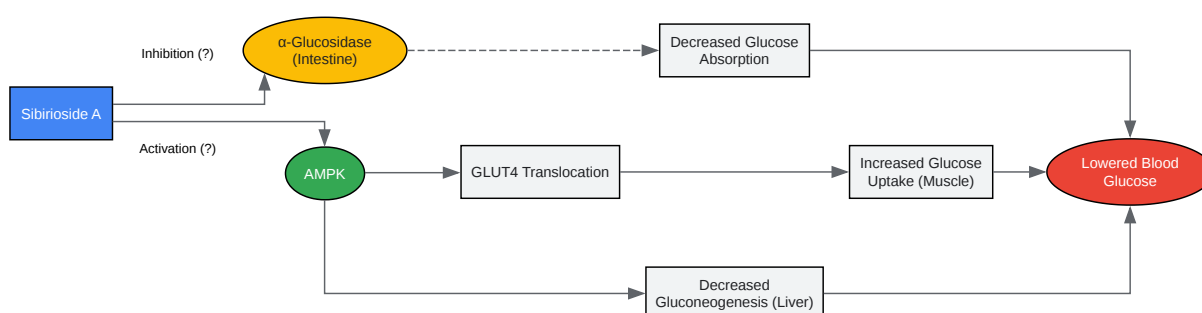 Inhibition (?)
α-Glucosidase
(Intestine)
Decreased Glucose
Absorption
Sibirioside A
Activation (?)
AMPK
GLUT4 Translocation
Increased Glucose
Uptake (Muscle)
Lowered Blood
Glucose
Decreased
Gluconeogenesis (Liver)